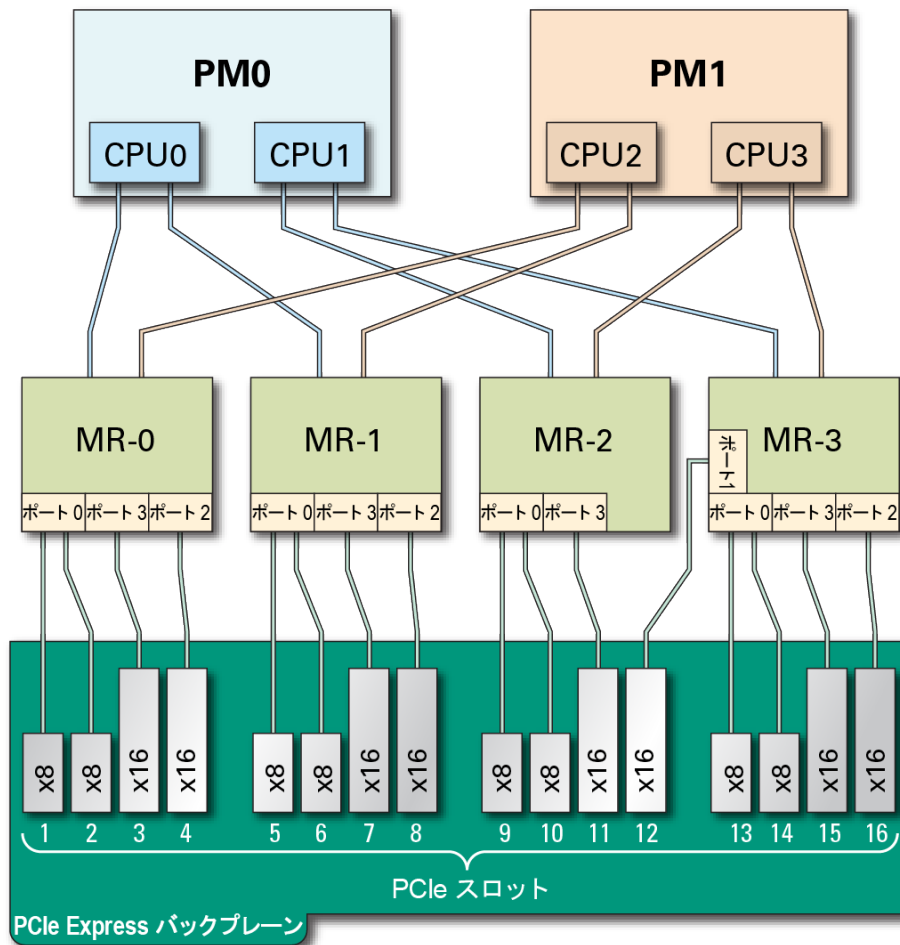 PM0
PM1
CPU0
CPU1
CPU2
CPU3
MR-0
MR-1
MR-2
MR-3
ポート1
ポート0
ポート3
ポート2
ポート0
ポート3
ポート2
ポート0
ポート3
ポート0
ポート3
ポート2
x8
x8
x16
x16
x8
x8
x16
x16
x8
x8
x16
x16
x8
x8
x16
x16
1 2 3 4 5 6 7 8 9 10 11 12 13 14 15 16
PCIe スロット
PCIe Express バックプレーン